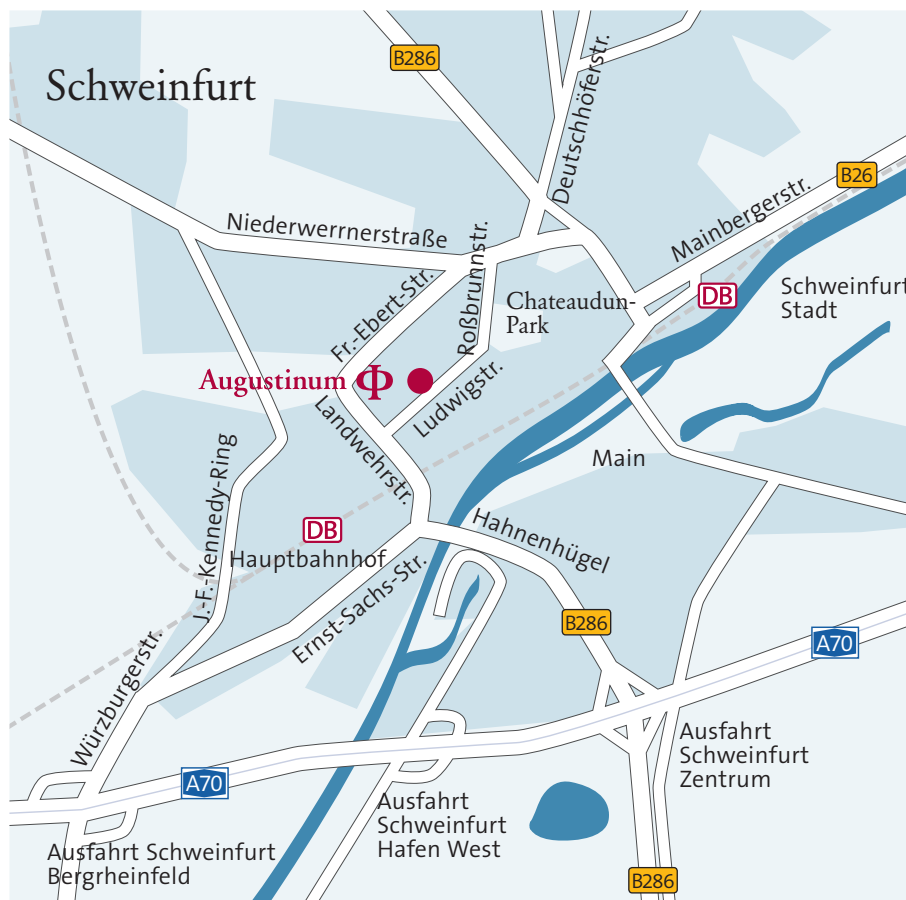 B286
Schweinfurt
Deutschhöferstr.
B26
Mainbergerstr.
Niederwerrnerstraße
Roßbrunnstr.
Fr.-Ebert-Str.
Chateaudun-
Park
DB
Schweinfurt
Stadt
Augustinum Φ
Ludwigstr.
Landwehrstr.
Main
J.-F.-Kennedy-Ring
DB
Hauptbahnhof
Hahnenhügel
Ernst-Sachs-Str.
B286
A70
Würzburgerstr.
Ausfahrt
Schweinfurt
Zentrum
A70
Ausfahrt
Schweinfurt
Hafen West
Ausfahrt Schweinfurt
Bergrheinfeld
B286